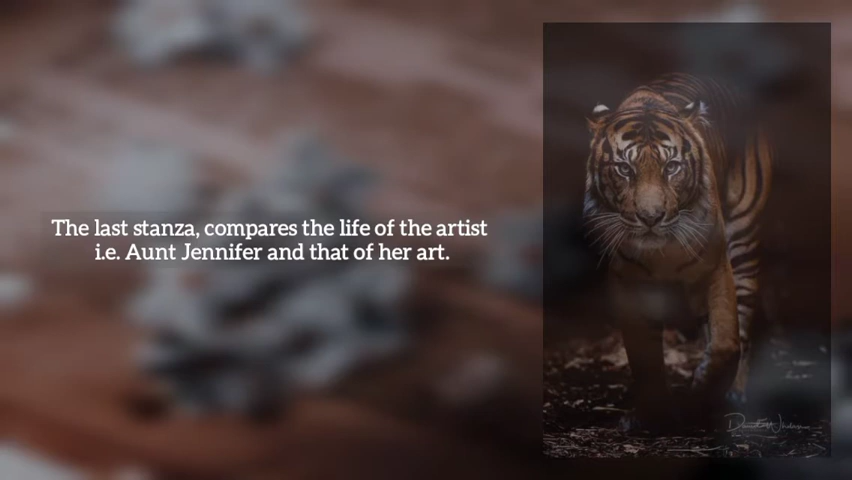 The last stanza, compares the life of the artist
i.e. Aunt Jennifer and that of her art.